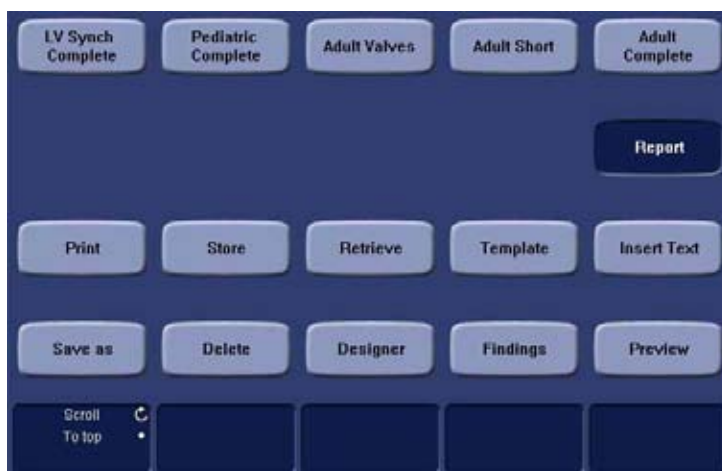 LV Synch
Complete
Pediatric
Complete
Adult Valves
Adult Short
Adult
Complete
Report
Print
Store
Retrieve
Template
Insert Text
Save as
Delete
Designer
Findings
Preview
Scroll
To top